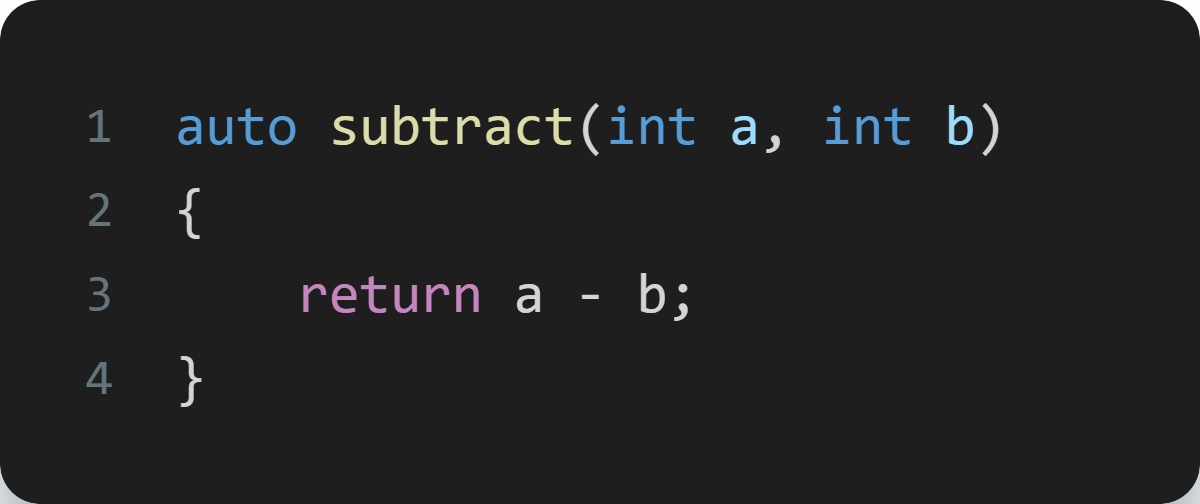 1 auto subtract(int a, int b)
2 {
3     return a - b;
4 }